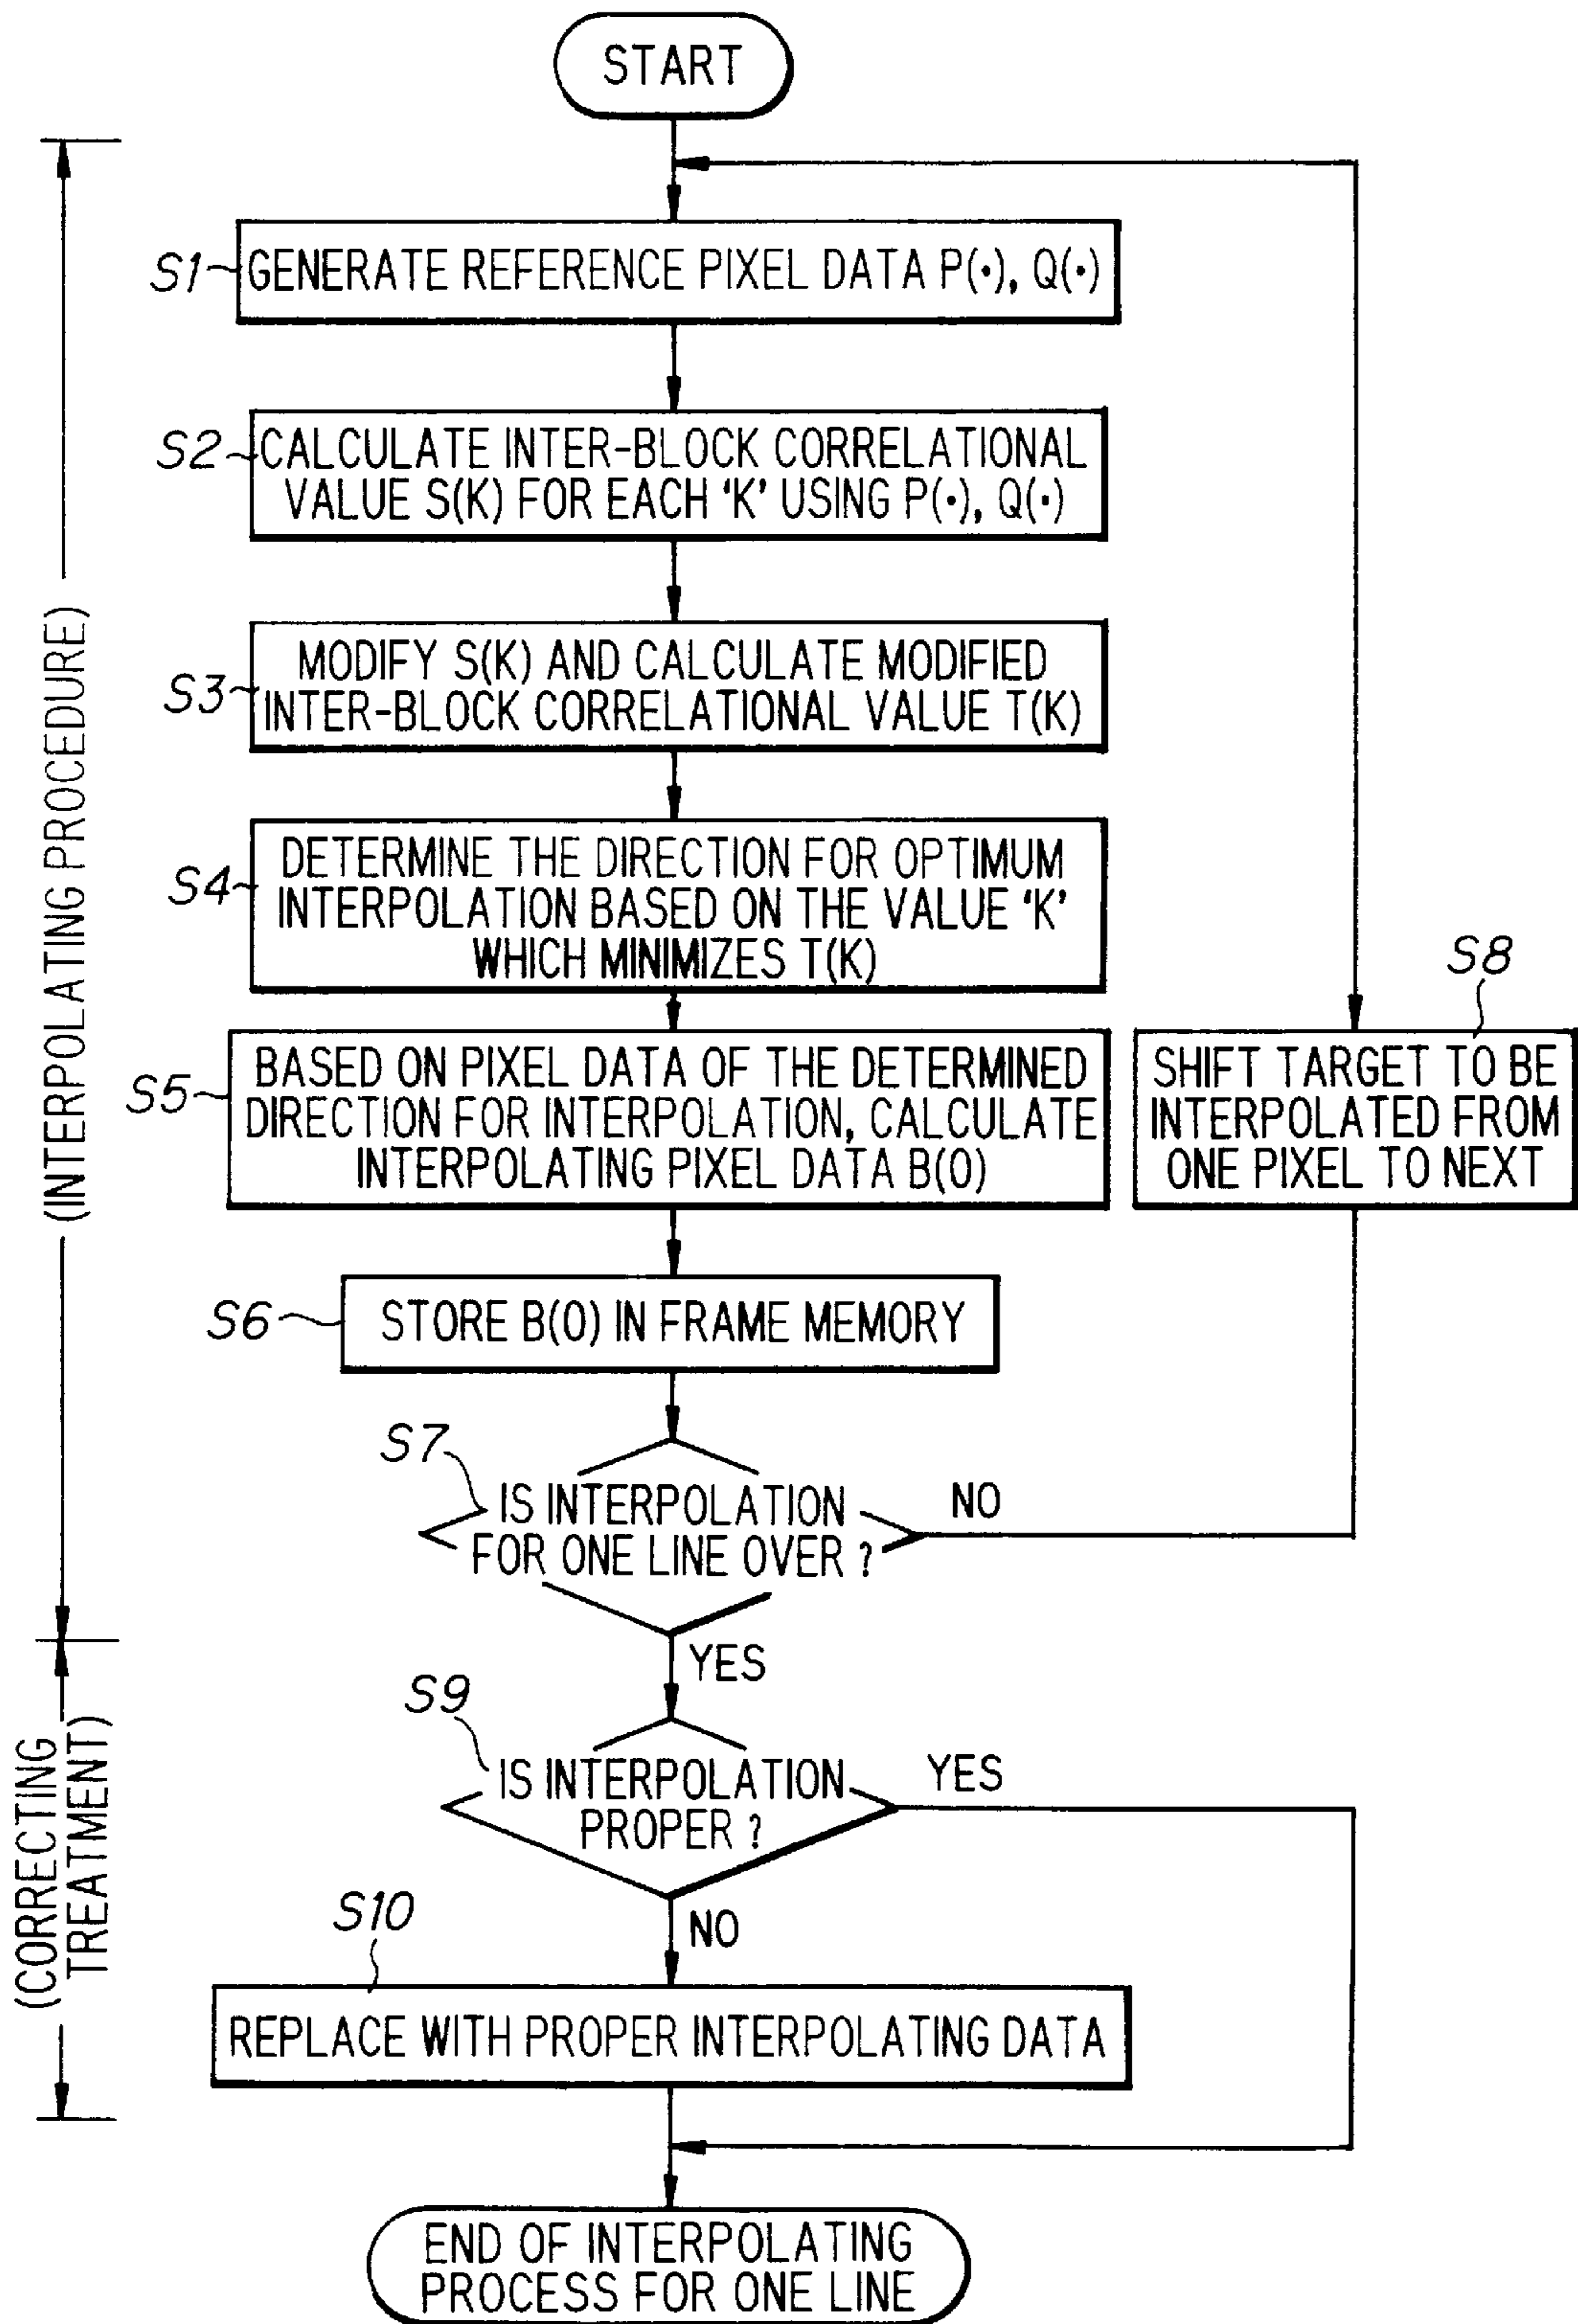 START
S1
GENERATE REFERENCE PIXEL DATA P(•), Q(•)
S2
CALCULATE INTER-BLOCK CORRELATIONAL
VALUE S(K) FOR EACH 'K' USING P(•), Q(•)
S3
MODIFY S(K) AND CALCULATE MODIFIED
INTER-BLOCK CORRELATIONAL VALUE T(K)
S4
DETERMINE THE DIRECTION FOR OPTIMUM
INTERPOLATION BASED ON THE VALUE 'K'
WHICH MINIMIZES T(K)
S5
BASED ON PIXEL DATA OF THE DETERMINED
DIRECTION FOR INTERPOLATION, CALCULATE
INTERPOLATING PIXEL DATA B(0)
S8
SHIFT TARGET TO BE
INTERPOLATED FROM
ONE PIXEL TO NEXT
S6
STORE B(0) IN FRAME MEMORY
S7
IS INTERPOLATION
FOR ONE LINE OVER ?
NO
YES
(INTERPOLATING PROCEDURE)
S9
IS INTERPOLATION
PROPER ?
YES
NO
S10
REPLACE WITH PROPER INTERPOLATING DATA
(CORRECTING
TREATMENT)
END OF INTERPOLATING
PROCESS FOR ONE LINE